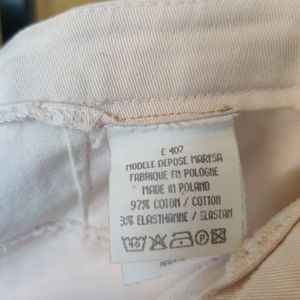 E 407
MODELE DEPOSE MARISA
FABRIQUE EN POLOGNE
MADE IN POLAND
97% COTON / COTTON
3% ELASTHANNE / ELASTAN